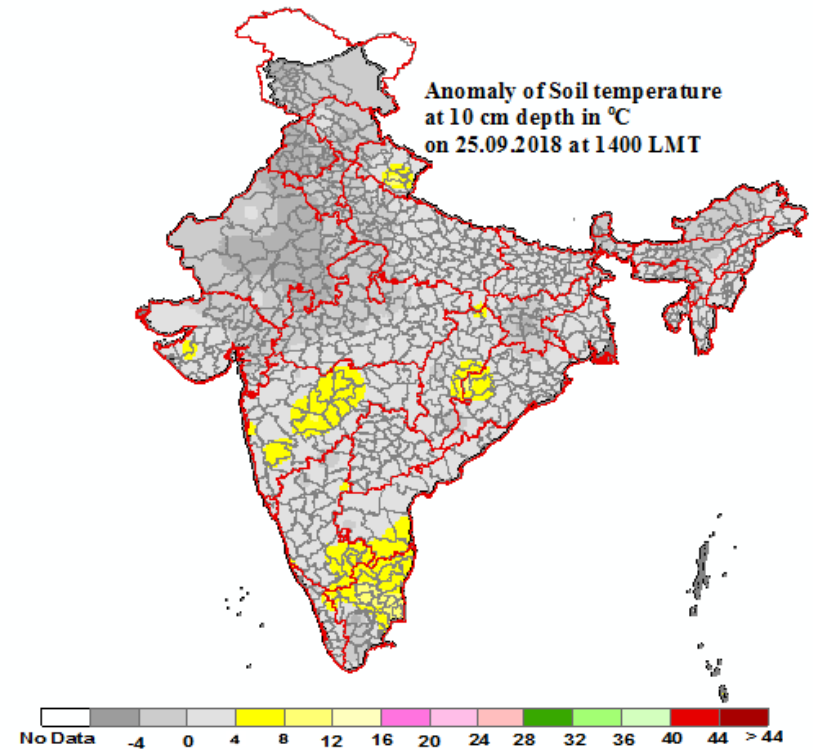 Anomaly of Soil temperature
at 10 cm depth in ⁰C
on 25.09.2018 at 1400 LMT
No Data -4 0 4 8 12 16 20 24 28 32 36 40 44 > 44